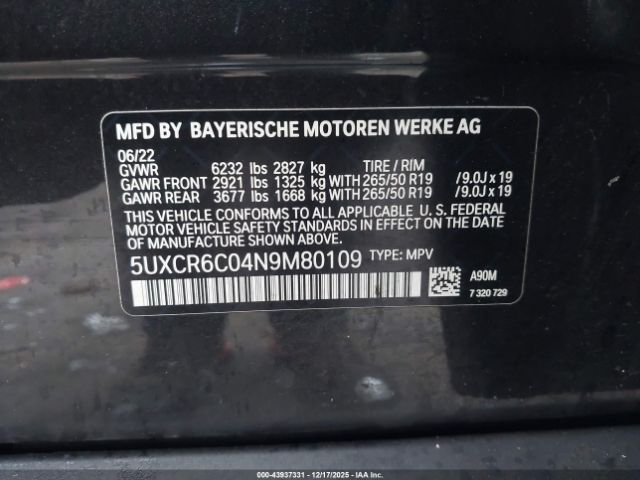 MFD BY BAYERISCHE MOTOREN WERKE AG
06/22
GVWR 6232 lbs 2827 kg TIRE / RIM
GAWR FRONT 2921 lbs 1325 kg WITH 265/50 R19 /9.0J x 19
GAWR REAR 3677 lbs 1668 kg WITH 265/50 R19 /9.0J x 19
THIS VEHICLE CONFORMS TO ALL APPLICABLE U. S. FEDERAL
MOTOR VEHICLE SAFETY STANDARDS IN EFFECT ON THE DATE
OF MANUFACTURE SHOWN ABOVE.
5UXCR6C04N9M80109 TYPE: MPV
A90M
7 320 729
000-43937331 - 12/17/2025 - IAAI.COM